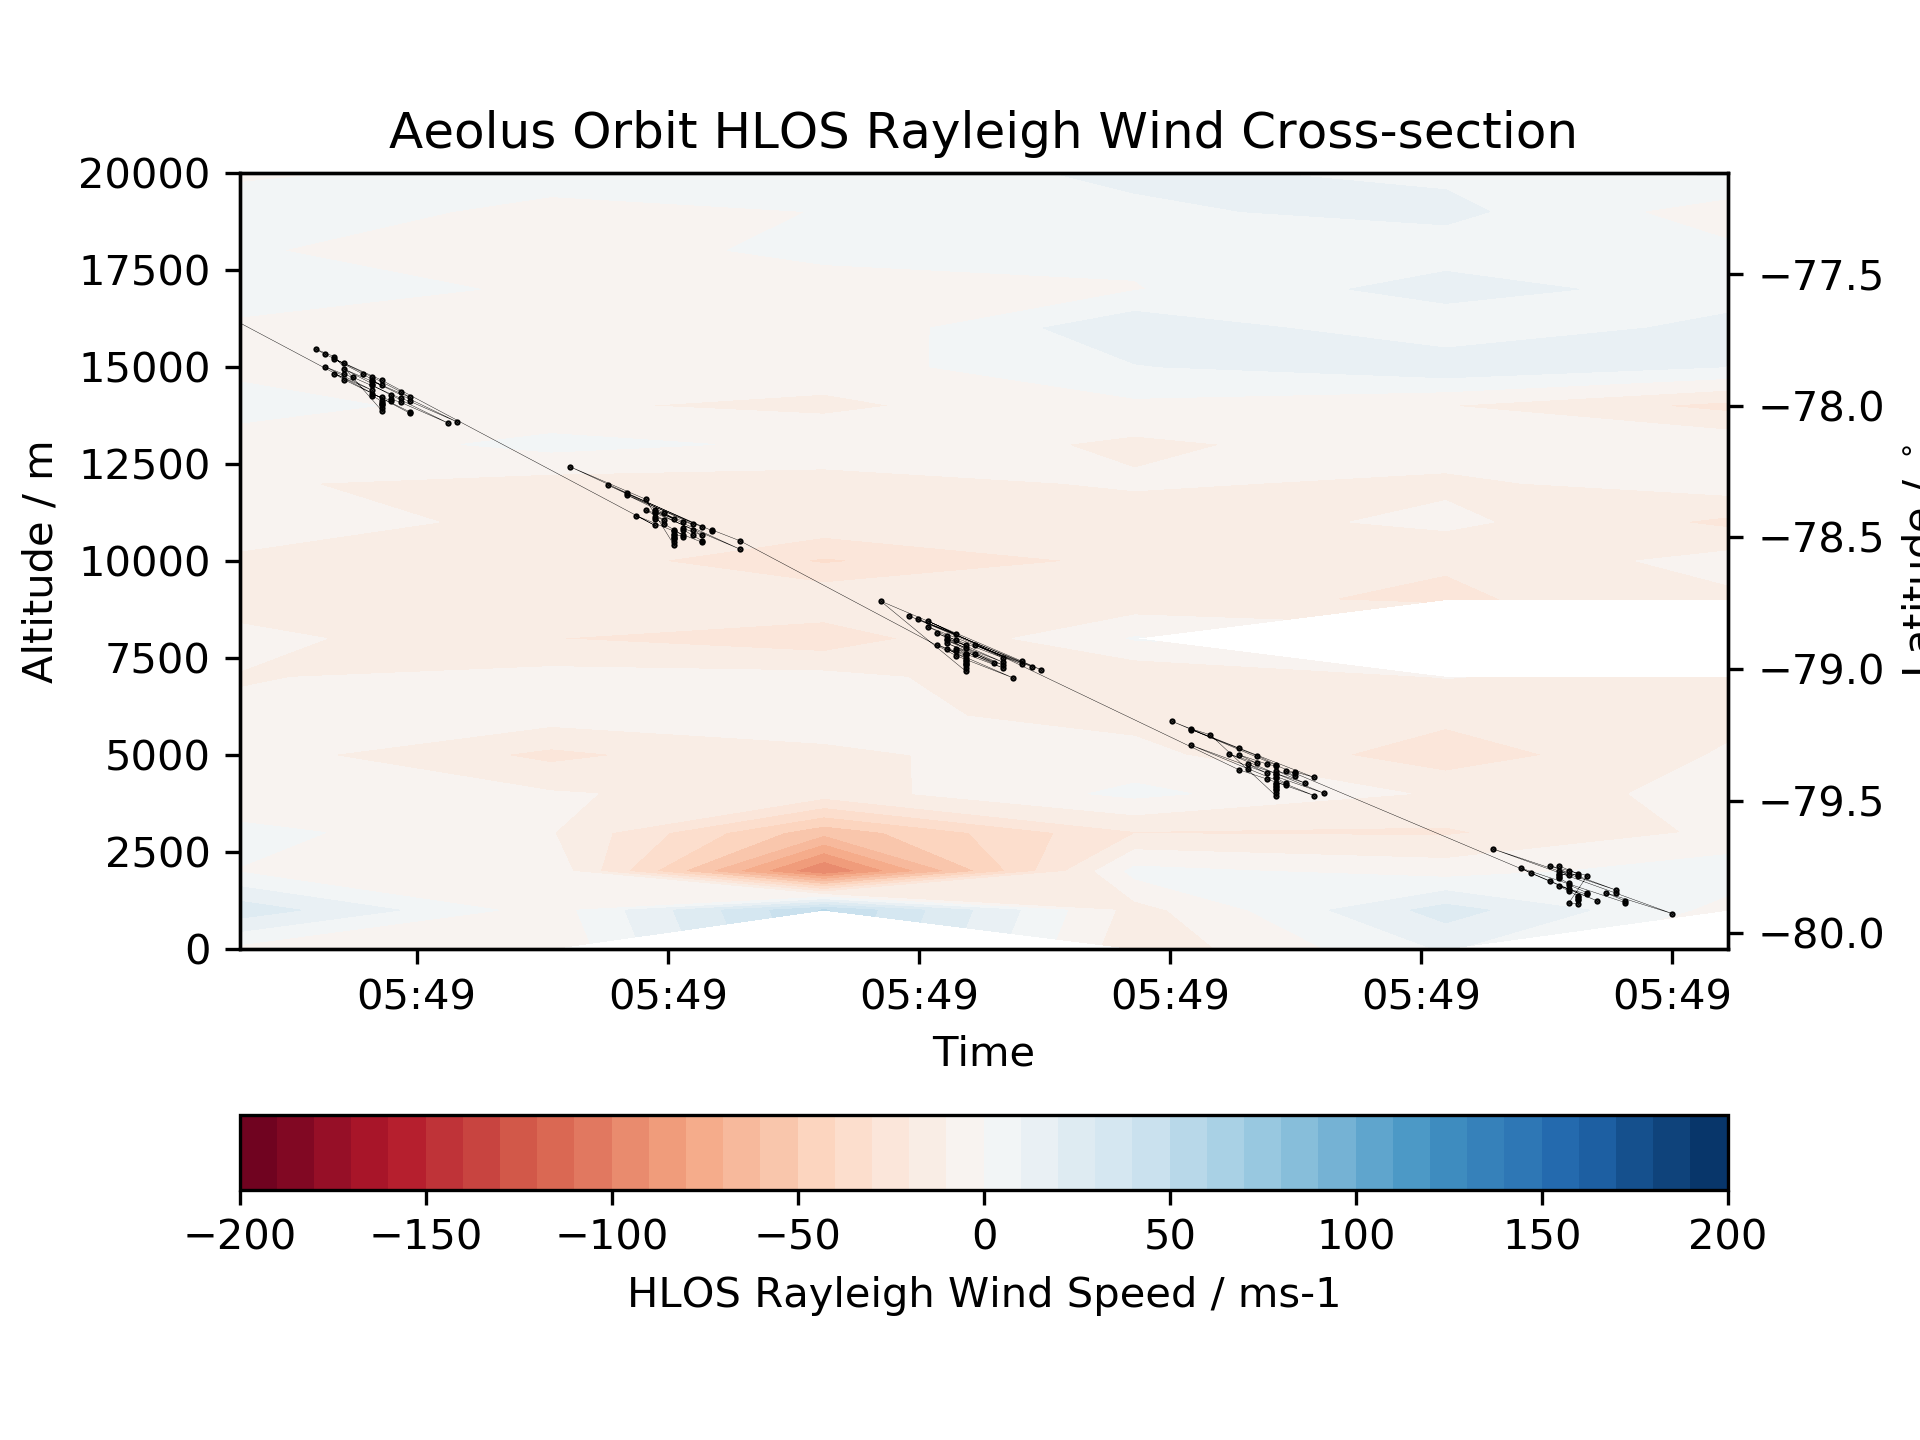 Aeolus Orbit HLOS Rayleigh Wind Cross-section
20000
17500
15000
12500
10000
7500
5000
2500
0
Altitude / m
−77.5
−78.0
−78.5
−79.0
−79.5
−80.0
Latitude / °
05:49 05:49 05:49 05:49 05:49 05:49
Time
−200 −150 −100 −50 0 50 100 150 200
HLOS Rayleigh Wind Speed / ms-1